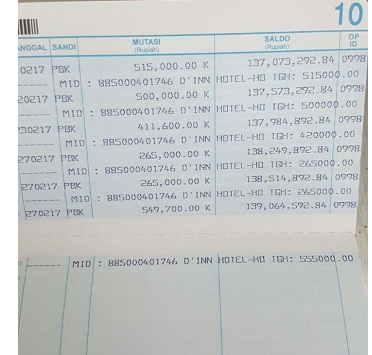 10
ANGGAL SANDI MUTASI (Rupiah) SALDO (Rupiah) OP ID
0217 PBK 515,000.00 K 137,073,292.84 0998
------ MID : 885000401746 D'INN HOTEL-HO TGH: 515000.00
20217 PBK 500,000.00 K 137,573,292.84 0998
------ MID : 885000401746 D'INN HOTEL-HO TGH: 500000.00
230217 PBK 411,600.00 K 137,984,892.84 0998
------ MID : 885000401746 D'INN HOTEL-HO TGH: 420000.00
270217 PBK 265,000.00 K 138,249,892.84 0998
------ MID : 885000401746 D'INN HOTEL-HO TGH: 265000.00
270217 PBK 265,000.00 K 138,514,892.84 0998
------ MID : 885000401746 D'INN HOTEL-HO TGH: 265000.00
270217 PBK 549,700.00 K 139,064,592.84 0998
------ MID : 885000401746 D'INN HOTEL-HO TGH: 555000.00